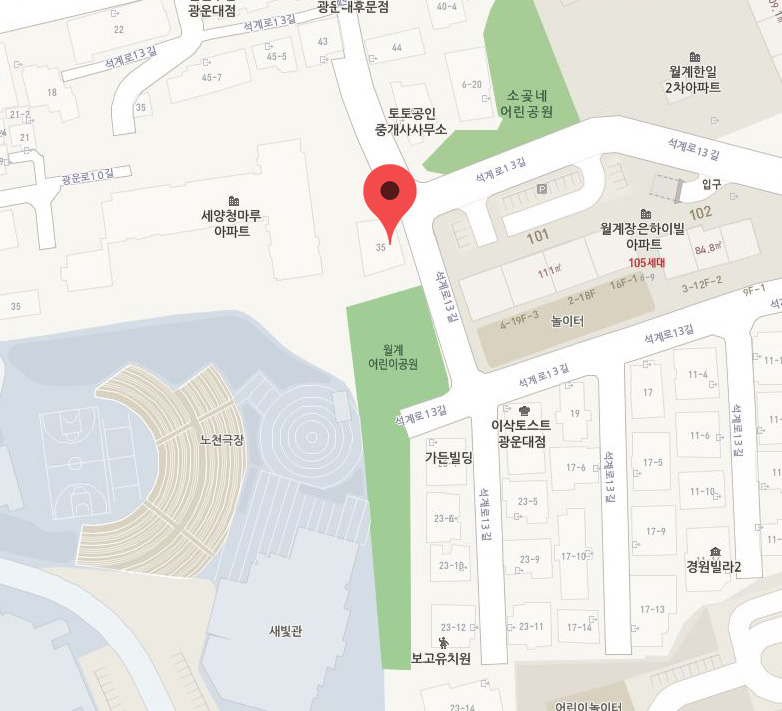 광운대점
광운대후문점
40-4
22
석계로13길
43
44
45-5
석계로13길
45-7
6-20
월계한일
2차아파트
18
35
소곷네
어린공원
토토공인
중개사사무소
21-2
21
석계로13길
석계로13길
광운로10길
입구
세양청마루
아파트
35
101
102
월계장은하이빌
아파트
105세대
84.8㎡
111㎡
16F-1
6-9
3-12F-2
9F-1
2-18F
4-19F-3
놀이터
석계로13길
35
월계
어린이공원
석계로13길
석계로13길
11-4
17
19
석계로13길
이삭토스트
광운대점
노천극장
11-6
석계로13길
가든빌딩
17-6
17-5
석계로13길
11-10
23-5
석계로13길
23-6
17-9
23-9
17-10
경원빌라2
23-10
17-13
23-12
23-11
17-14
새빛관
보고유치원
23-14
어린이놀이터